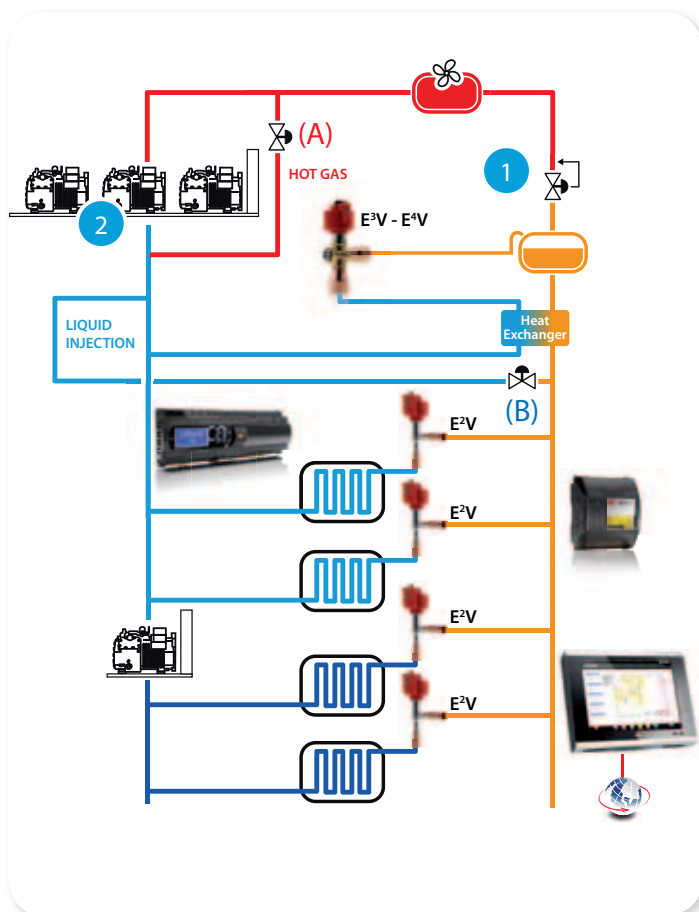 (A)
HOT GAS
1
E³V - E⁴V
2
LIQUID
INJECTION
Heat
Exchanger
(B)
E²V
E²V
E²V
E²V